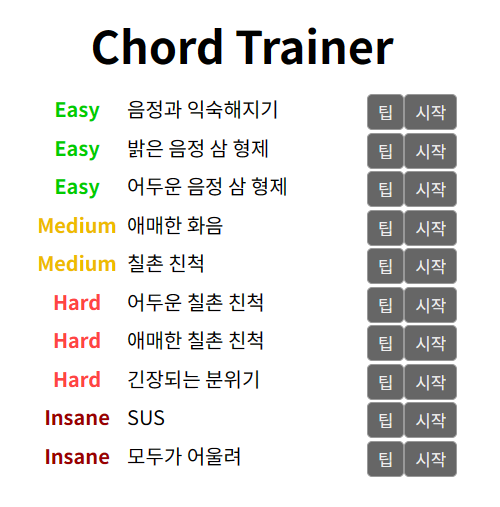 Chord Trainer
Easy 음정과 익숙해지기 팁 시작
Easy 밝은 음정 삼 형제 팁 시작
Easy 어두운 음정 삼 형제 팁 시작
Medium 애매한 화음 팁 시작
Medium 칠촌 친척 팁 시작
Hard 어두운 칠촌 친척 팁 시작
Hard 애매한 칠촌 친척 팁 시작
Hard 긴장되는 분위기 팁 시작
Insane SUS 팁 시작
Insane 모두가 어울려 팁 시작